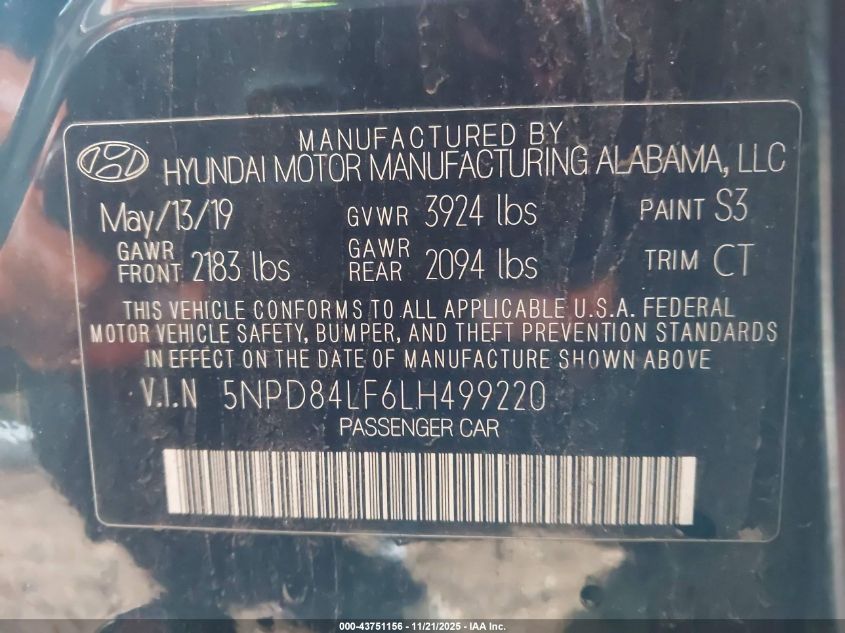 MANUFACTURED BY
HYUNDAI MOTOR MANUFACTURING ALABAMA, LLC
May/13/19 GVWR 3924 lbs PAINT S3
GAWR FRONT 2183 lbs GAWR REAR 2094 lbs TRIM CT
THIS VEHICLE CONFORMS TO ALL APPLICABLE U.S.A. FEDERAL
MOTOR VEHICLE SAFETY, BUMPER, AND THEFT PREVENTION STANDARDS
IN EFFECT ON THE DATE OF MANUFACTURE SHOWN ABOVE
V.I.N 5NPD84LF6LH499220
PASSENGER CAR
000-43751156 - 11/21/2025 - IAA Inc.